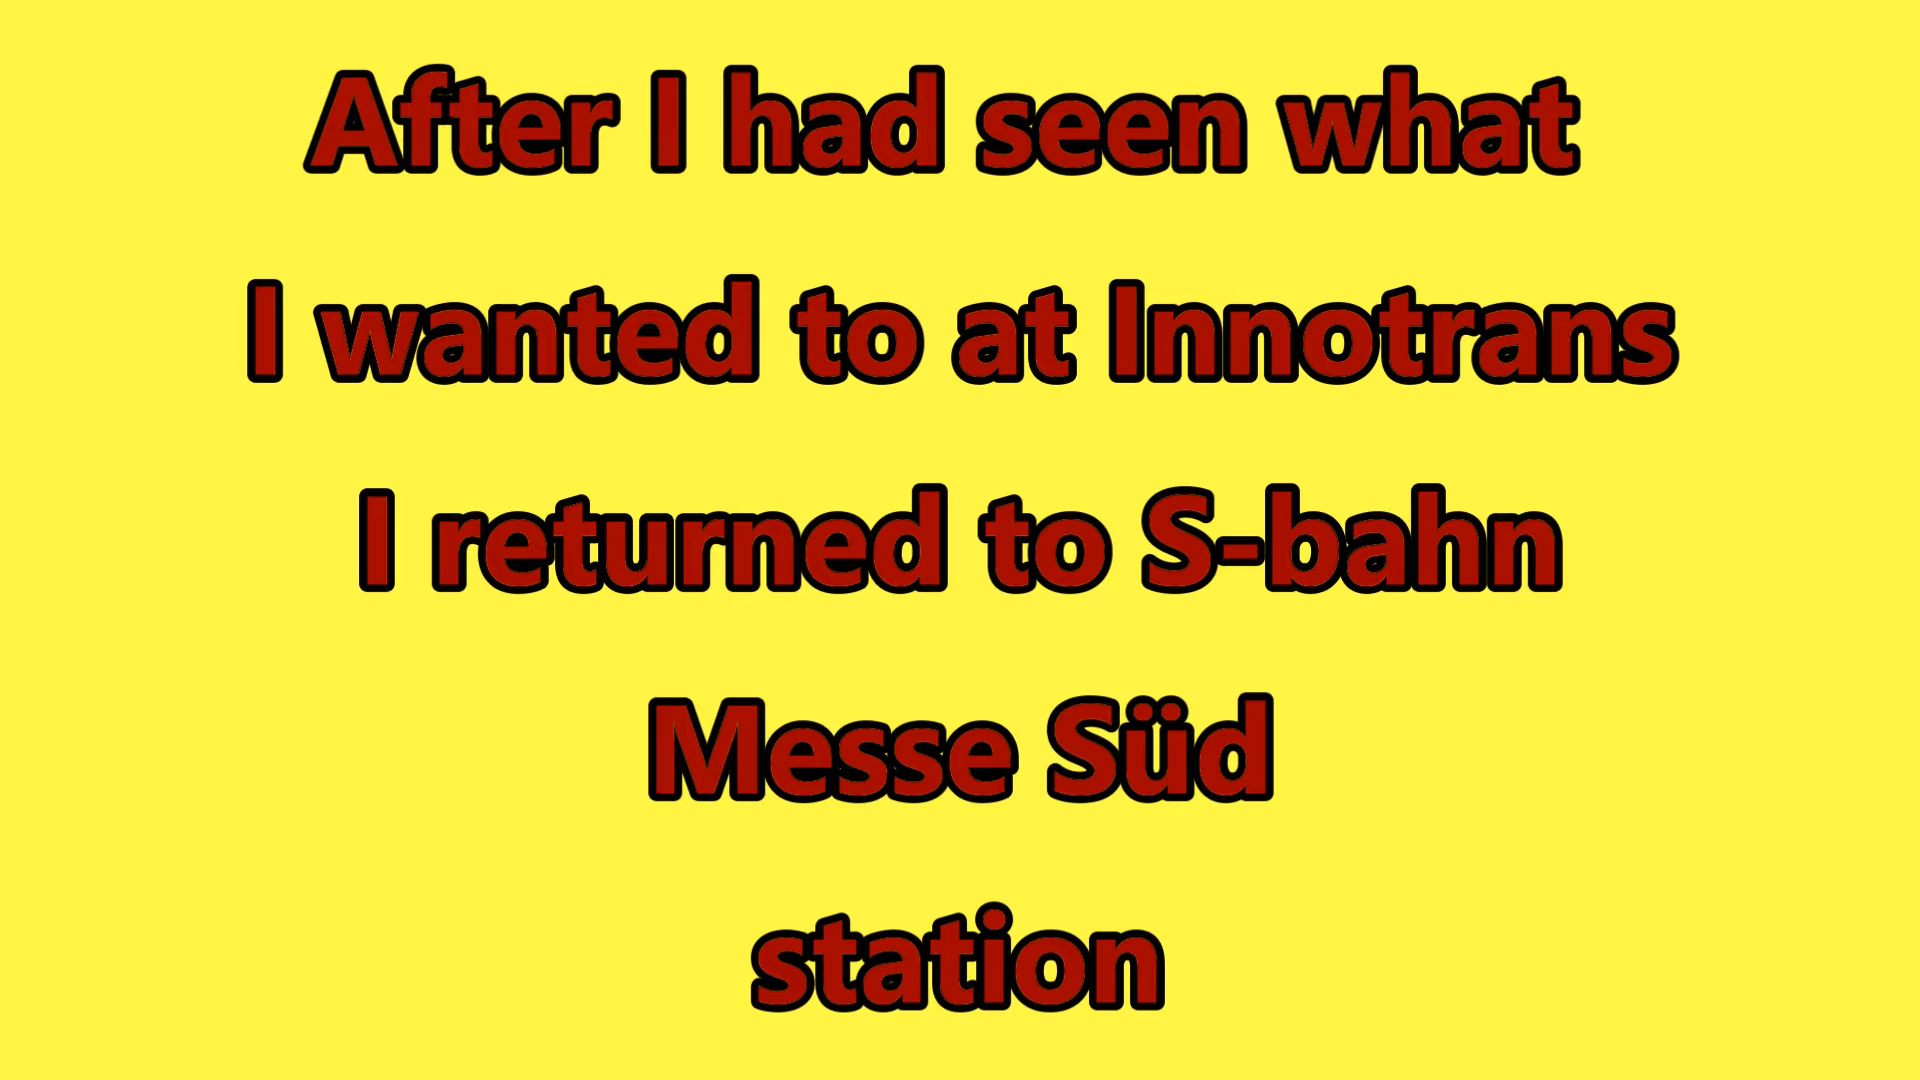 After I had seen what
I wanted to at Innotrans
I returned to S-bahn
Messe Süd
station